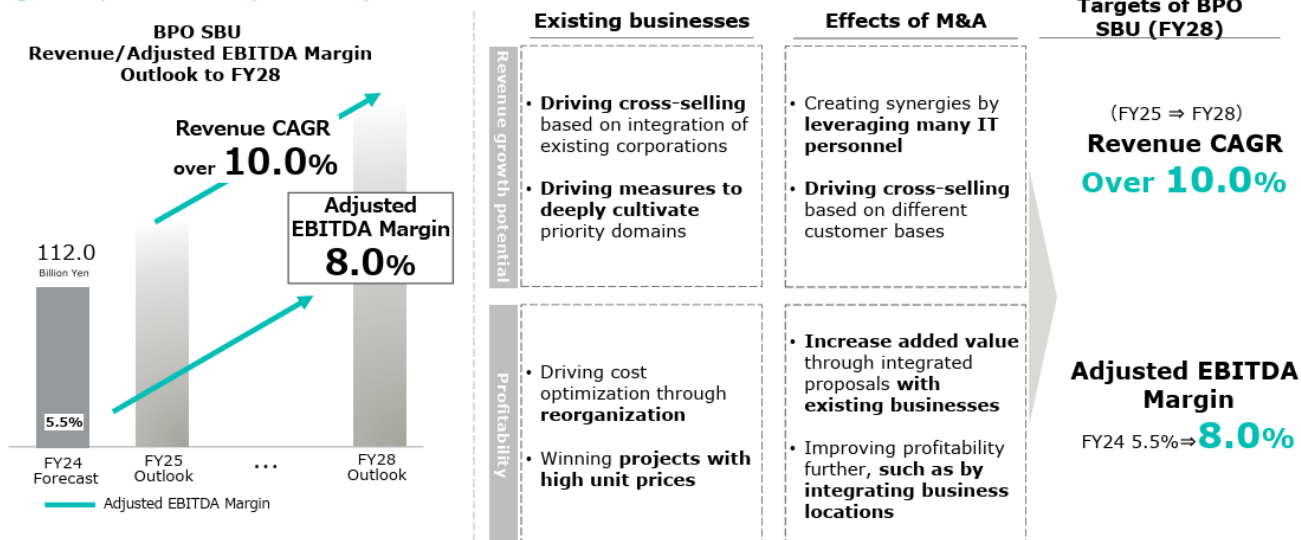 BPO SBU
Revenue/Adjusted EBITDA Margin
Outlook to FY28
Revenue CAGR
over 10.0%
Adjusted
EBITDA Margin
8.0%
112.0
Billion Yen
5.5%
FY24
Forecast
FY25
Outlook
...
FY28
Outlook
Adjusted EBITDA Margin
Existing businesses
Effects of M&A
Targets of BPO
SBU (FY28)
Revenue growth potential
• Driving cross-selling
based on integration of
existing corporations
• Driving measures to
deeply cultivate
priority domains
• Creating synergies by
leveraging many IT
personnel
• Driving cross-selling
based on different
customer bases
(FY25 ⇒ FY28)
Revenue CAGR
Over 10.0%
Profitability
• Driving cost
optimization through
reorganization
• Winning projects with
high unit prices
• Increase added value
through integrated
proposals with
existing businesses
• Improving profitability
further, such as by
integrating business
locations
Adjusted EBITDA
Margin
FY24 5.5%⇒8.0%